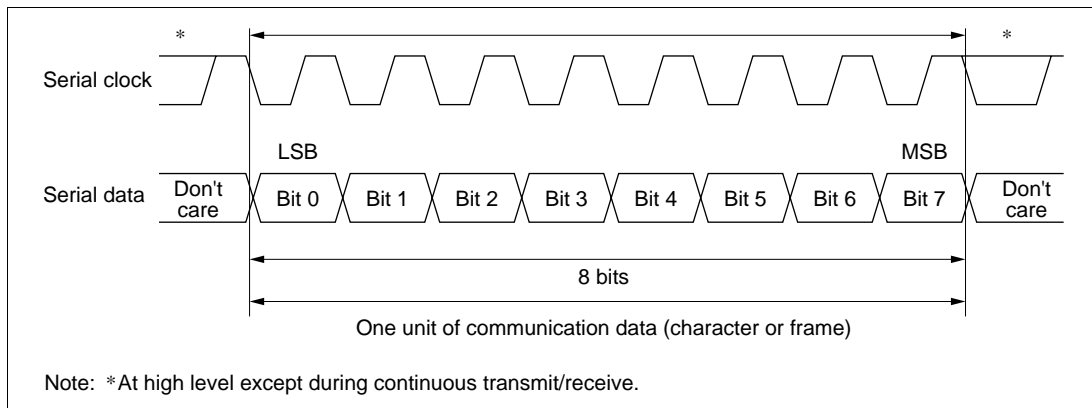 *
*
Serial clock
LSB
MSB
Serial data
Don't care
Bit 0
Bit 1
Bit 2
Bit 3
Bit 4
Bit 5
Bit 6
Bit 7
Don't care
8 bits
One unit of communication data (character or frame)
Note: *At high level except during continuous transmit/receive.